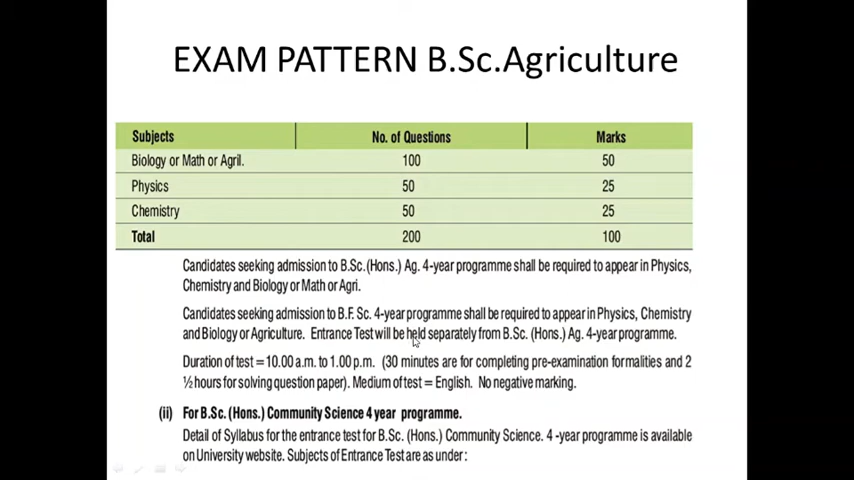 EXAM PATTERN B.Sc.Agriculture
Subjects No. of Questions Marks
Biology or Math or Agril. 100 50
Physics 50 25
Chemistry 50 25
Total 200 100
Candidates seeking admission to B.Sc.(Hons.) Ag. 4-year programme shall be required to appear in Physics,
Chemistry and Biology or Math or Agri.
Candidates seeking admission to B.F. Sc. 4-year programme shall be required to appear in Physics, Chemistry
and Biology or Agriculture. Entrance Test will be held separately from B.Sc. (Hons.) Ag. 4-year programme.
Duration of test = 10.00 a.m. to 1.00 p.m. (30 minutes are for completing pre-examination formalities and 2
½ hours for solving question paper). Medium of test = English. No negative marking.
(ii) For B.Sc. (Hons.) Community Science 4 year programme.
Detail of Syllabus for the entrance test for B.Sc. (Hons.) Community Science. 4 -year programme is available
on University website. Subjects of Entrance Test are as under :